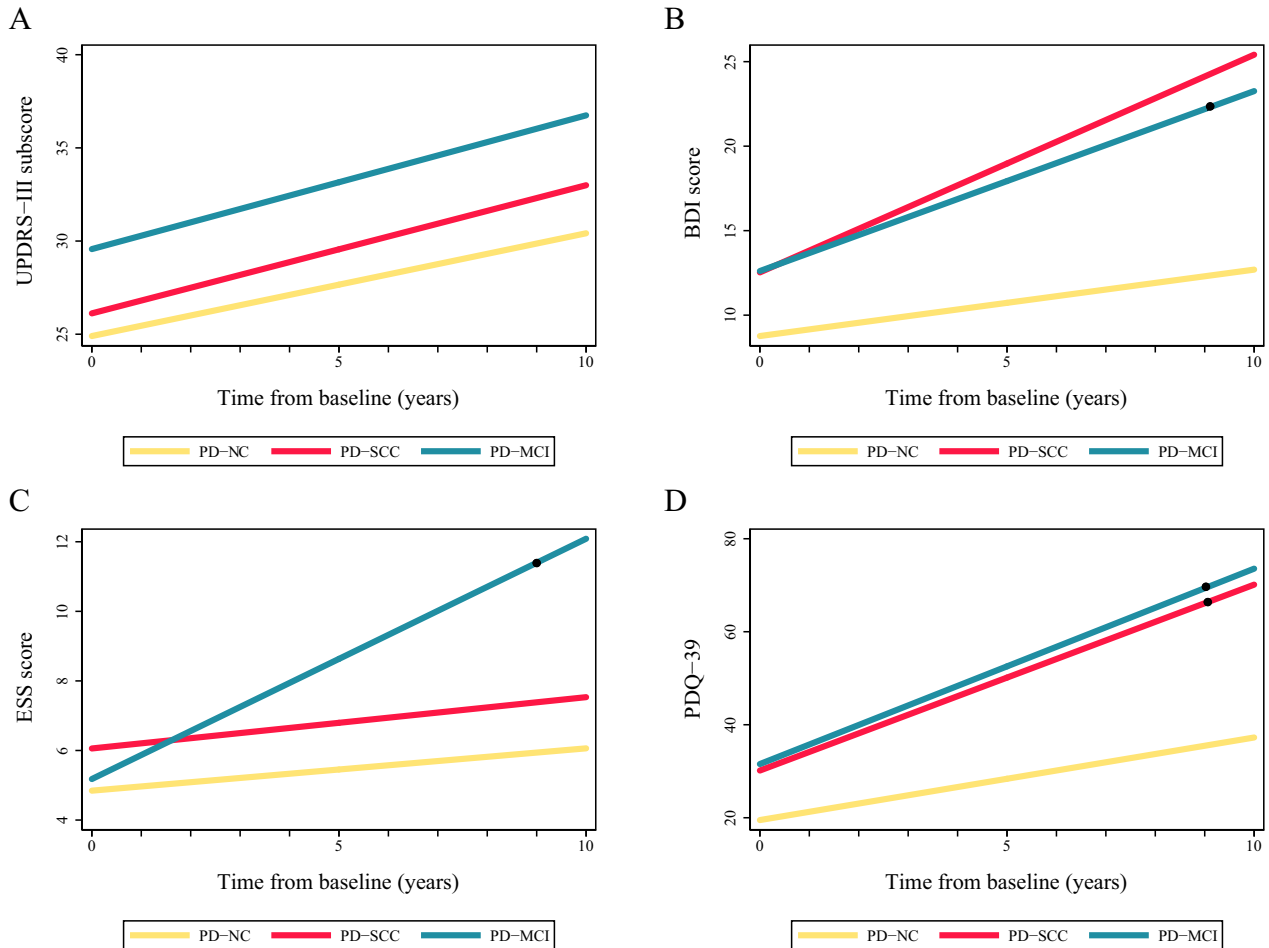 A
UPDRS−III subscore
40
35
30
25
0 5 10
Time from baseline (years)
PD−NC PD−SCC PD−MCI
B
BDI score
25
20
15
10
0 5 10
Time from baseline (years)
PD−NC PD−SCC PD−MCI
C
ESS score
12
10
8
6
4
0 5 10
Time from baseline (years)
PD−NC PD−SCC PD−MCI
D
PDQ−39
80
60
40
20
0 5 10
Time from baseline (years)
PD−NC PD−SCC PD−MCI